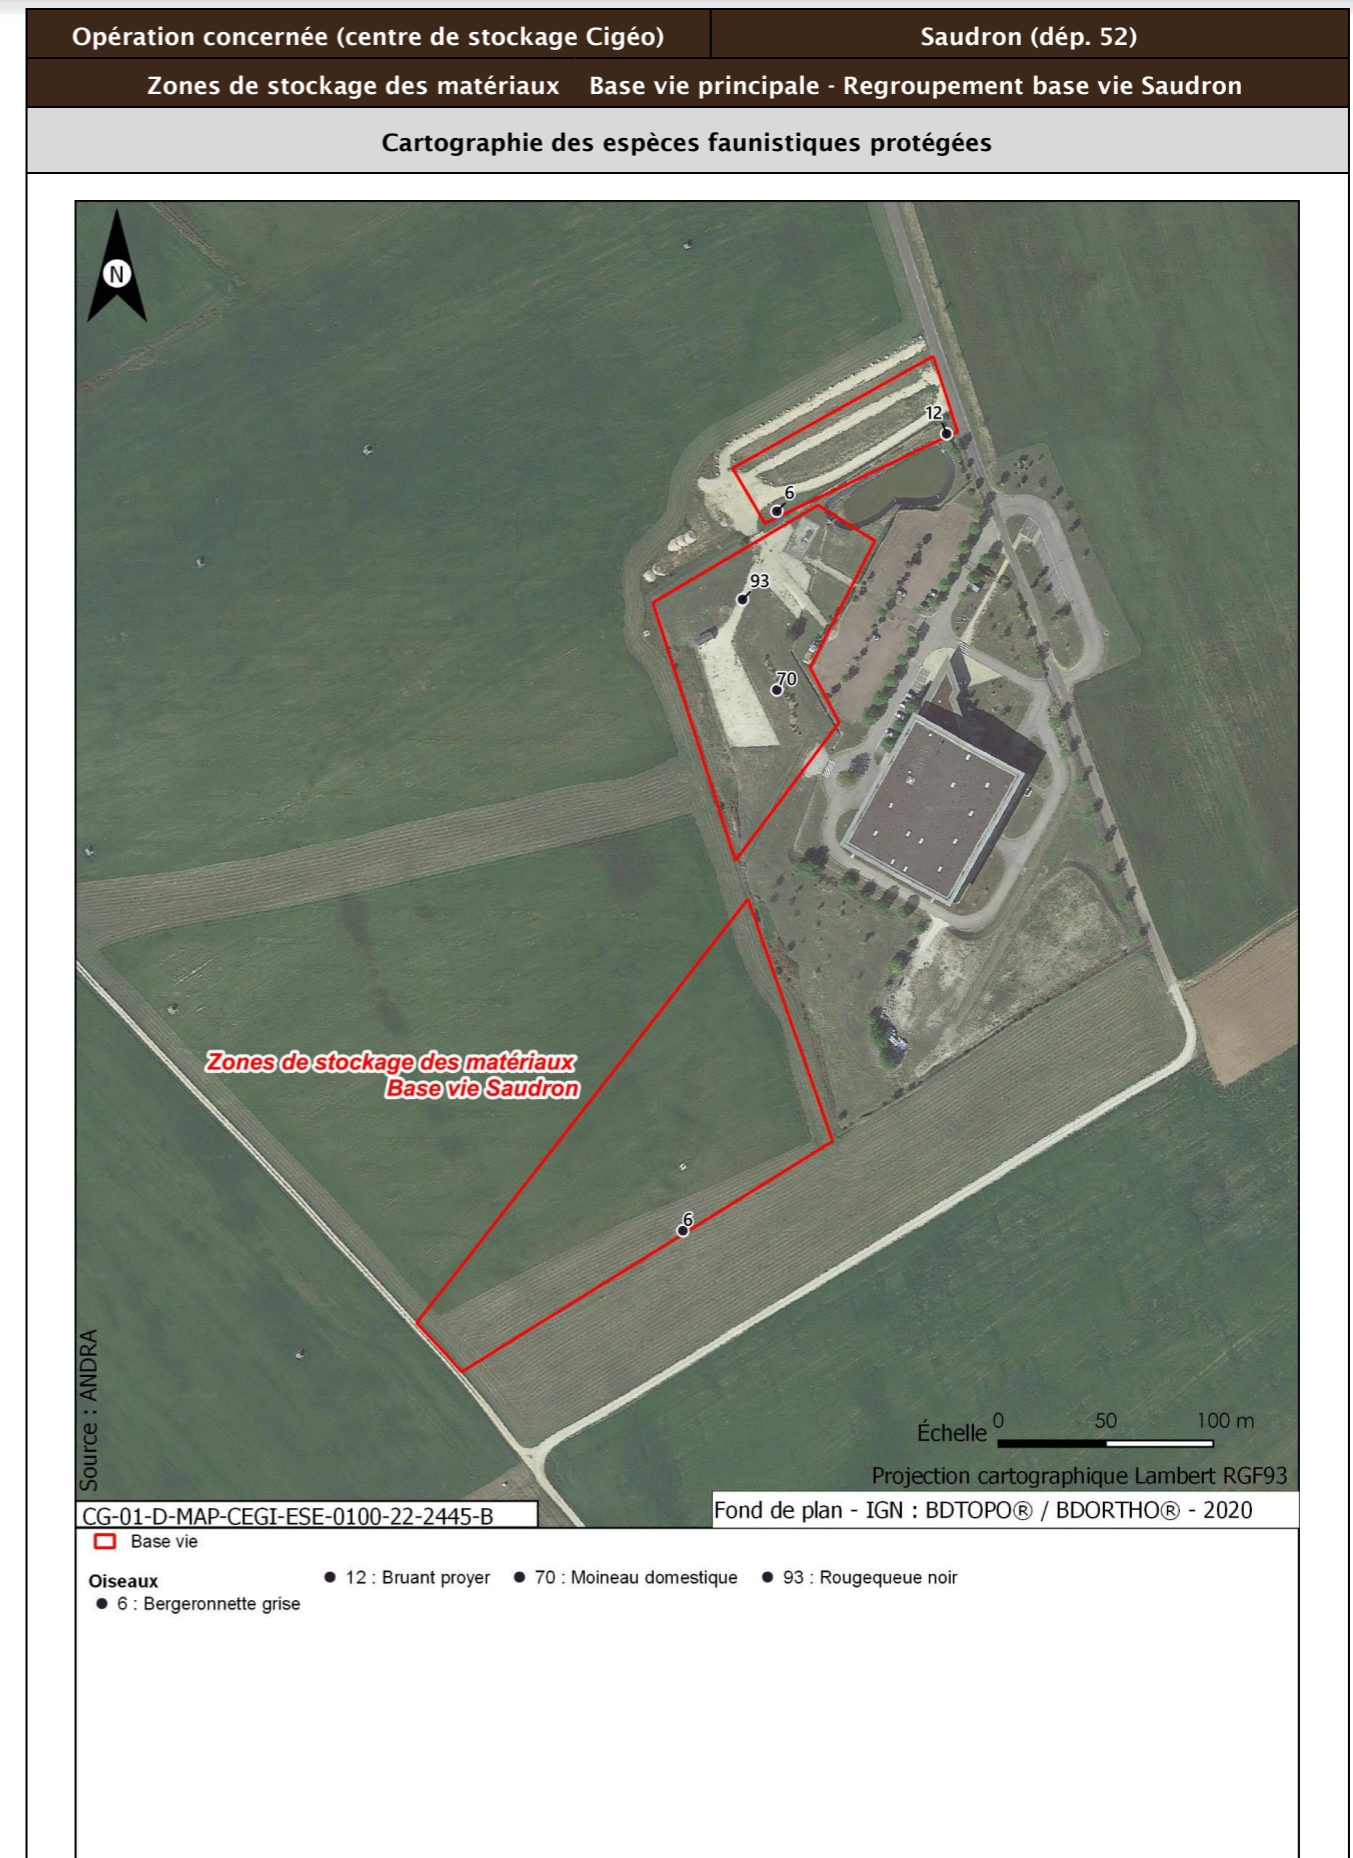 Opération concernée (centre de stockage Cigéo) Saudron (dép. 52)
Zones de stockage des matériaux Base vie principale - Regroupement base vie Saudron
Cartographie des espèces faunistiques protégées
N
12
6
93
70
Zones de stockage des matériaux
Base vie Saudron
6
Source : ANDRA
Échelle 0 50 100 m
Projection cartographique Lambert RGF93
CG-01-D-MAP-CEGI-ESE-0100-22-2445-B
Fond de plan - IGN : BDTOPO® / BDORTHO® - 2020
Base vie
Oiseaux
6 : Bergeronnette grise
12 : Bruant proyer
70 : Moineau domestique
93 : Rougequeue noir